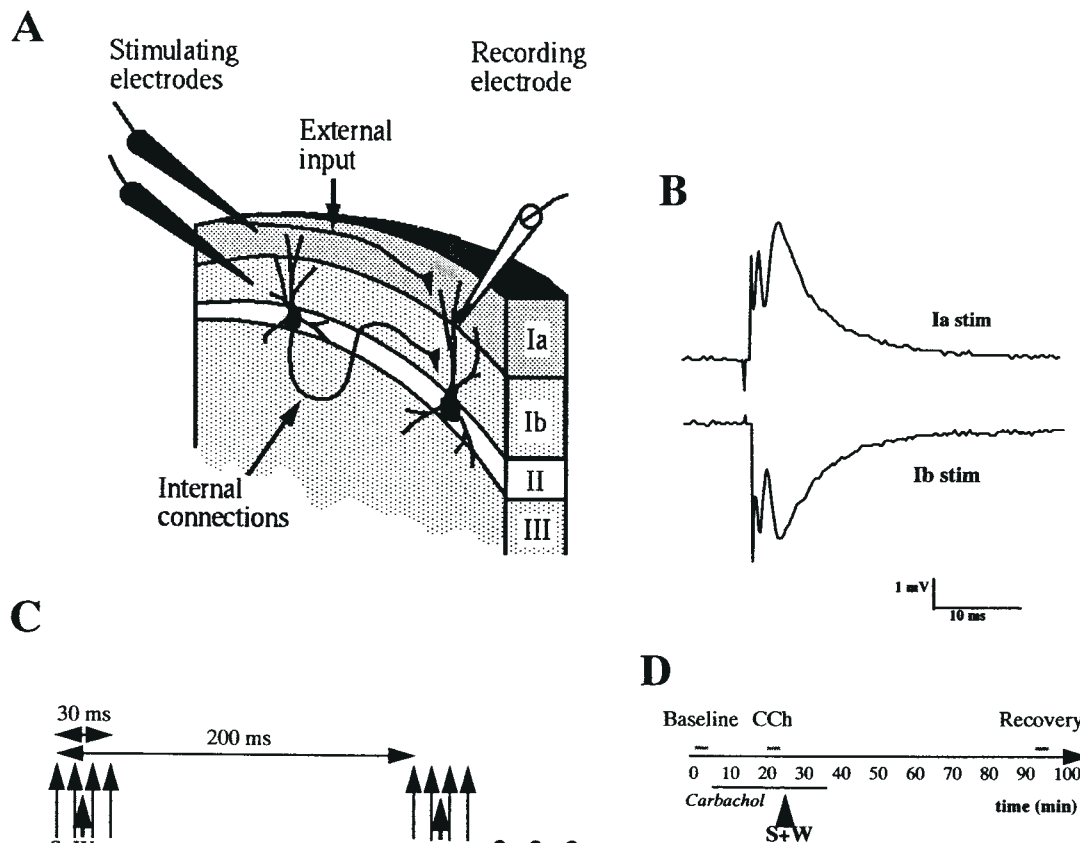 A
Stimulating
electrodes
Recording
electrode
External
input
Ia
Ib
II
III
Internal
connections
B
Ia stim
Ib stim
1 mV
10 ms
C
30 ms
200 ms
D
Baseline CCh Recovery
0 10 20 30 40 50 60 70 80 90 100
Carbachol
time (min)
S+W